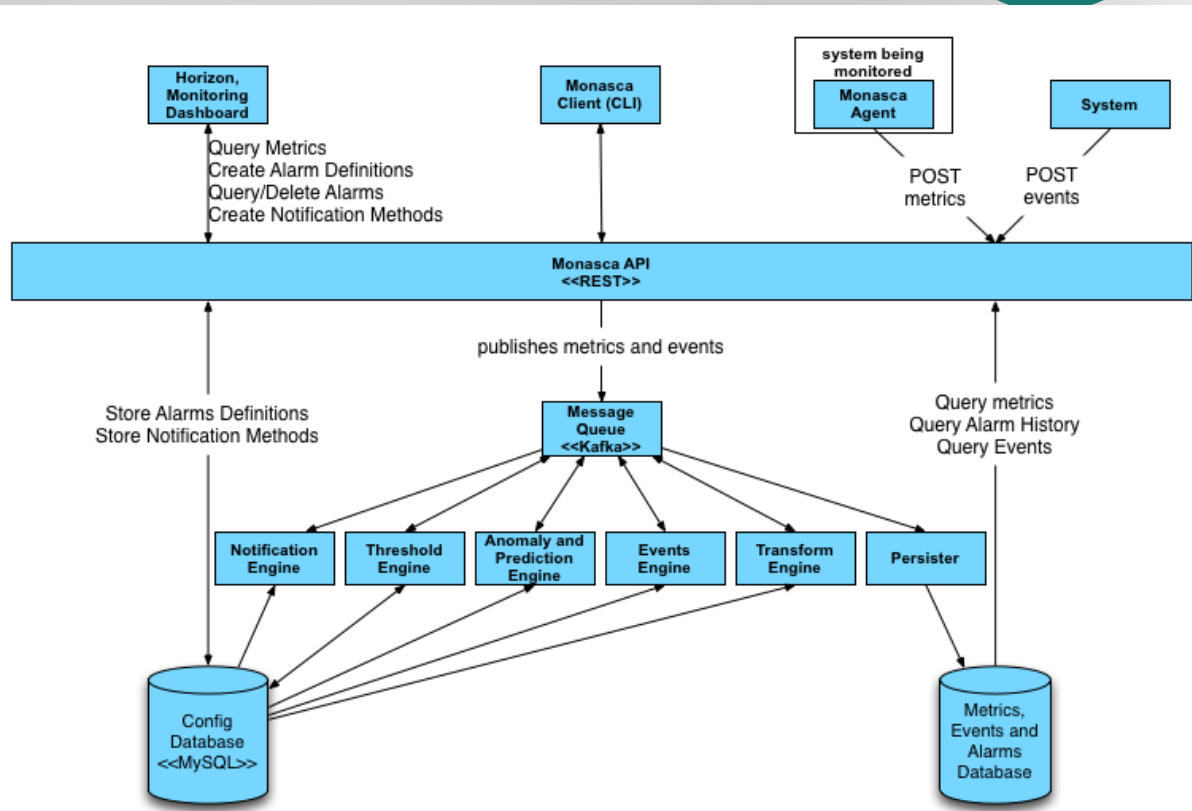 Horizon,
Monitoring
Dashboard
Monasca
Client (CLI)
system being
monitored
Monasca
Agent
System
Query Metrics
Create Alarm Definitions
Query/Delete Alarms
Create Notification Methods
POST
metrics
POST
events
Monasca API
<<REST>>
publishes metrics and events
Store Alarms Definitions
Store Notification Methods
Message
Queue
<<Kafka>>
Query metrics
Query Alarm History
Query Events
Notification
Engine
Threshold
Engine
Anomaly and
Prediction
Engine
Events
Engine
Transform
Engine
Persister
Config
Database
<<MySQL>>
Metrics,
Events and
Alarms
Database